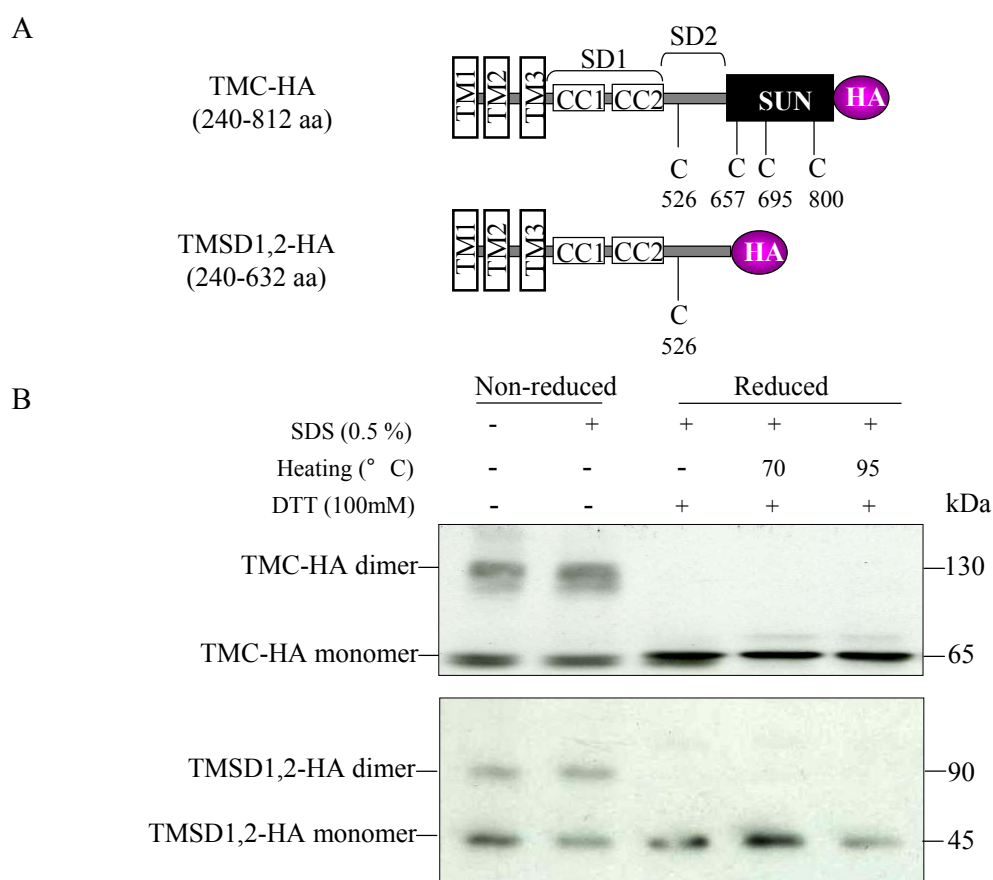 A
SD2
SD1
TMC-HA
(240-812 aa)
TM1 TM2 TM3 CC1 CC2 SUN HA
C C C C
526 657 695 800
TMSD1,2-HA
(240-632 aa)
TM1 TM2 TM3 CC1 CC2 HA
C
526
B
Non-reduced Reduced
SDS (0.5 %) - + + + +
Heating (° C) - - - 70 95
DTT (100mM) - - + + + kDa
TMC-HA dimer 130
TMC-HA monomer 65
TMSD1,2-HA dimer 90
TMSD1,2-HA monomer 45